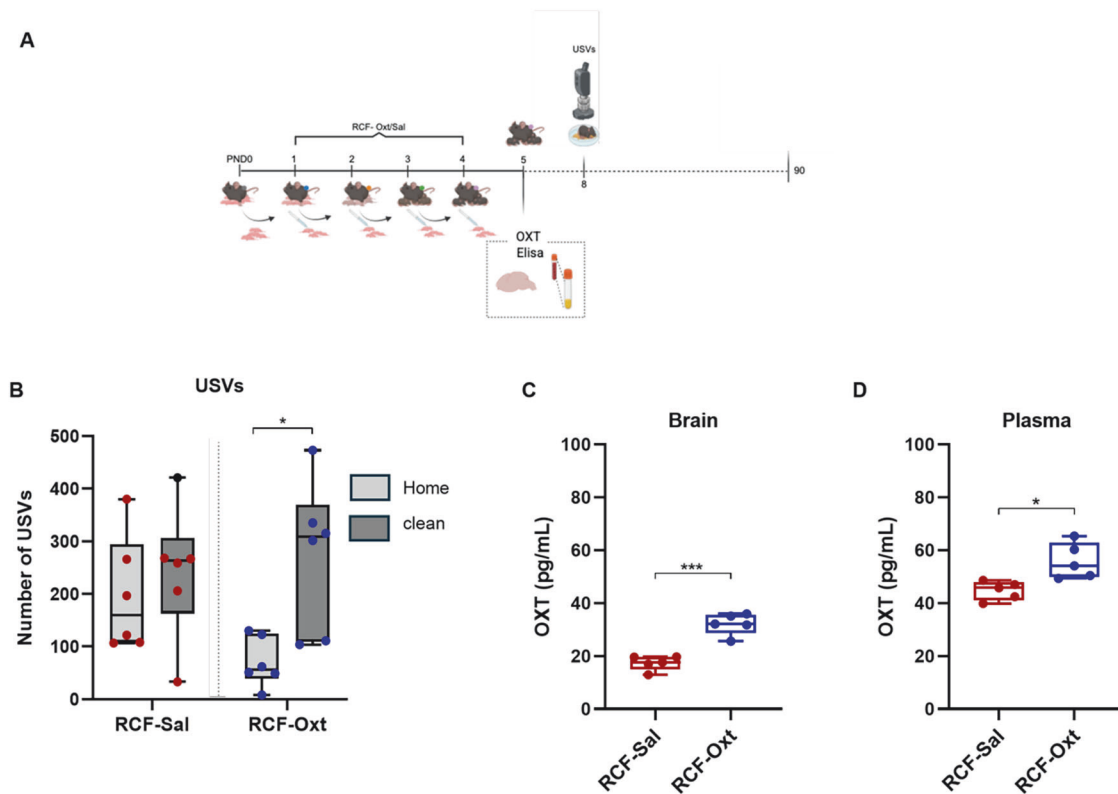 A
USVs
RCF- Oxt/Sal
PND0 1 2 3 4 5 8 90
OXT
Elisa
B
USVs
Number of USVs
500
400
300
200
100
0
*
Home
clean
RCF-Sal RCF-Oxt
C
Brain
OXT (pg/mL)
100
80
60
40
20
0
***
RCF-Sal RCF-Oxt
D
Plasma
OXT (pg/mL)
100
80
60
40
20
0
*
RCF-Sal RCF-Oxt